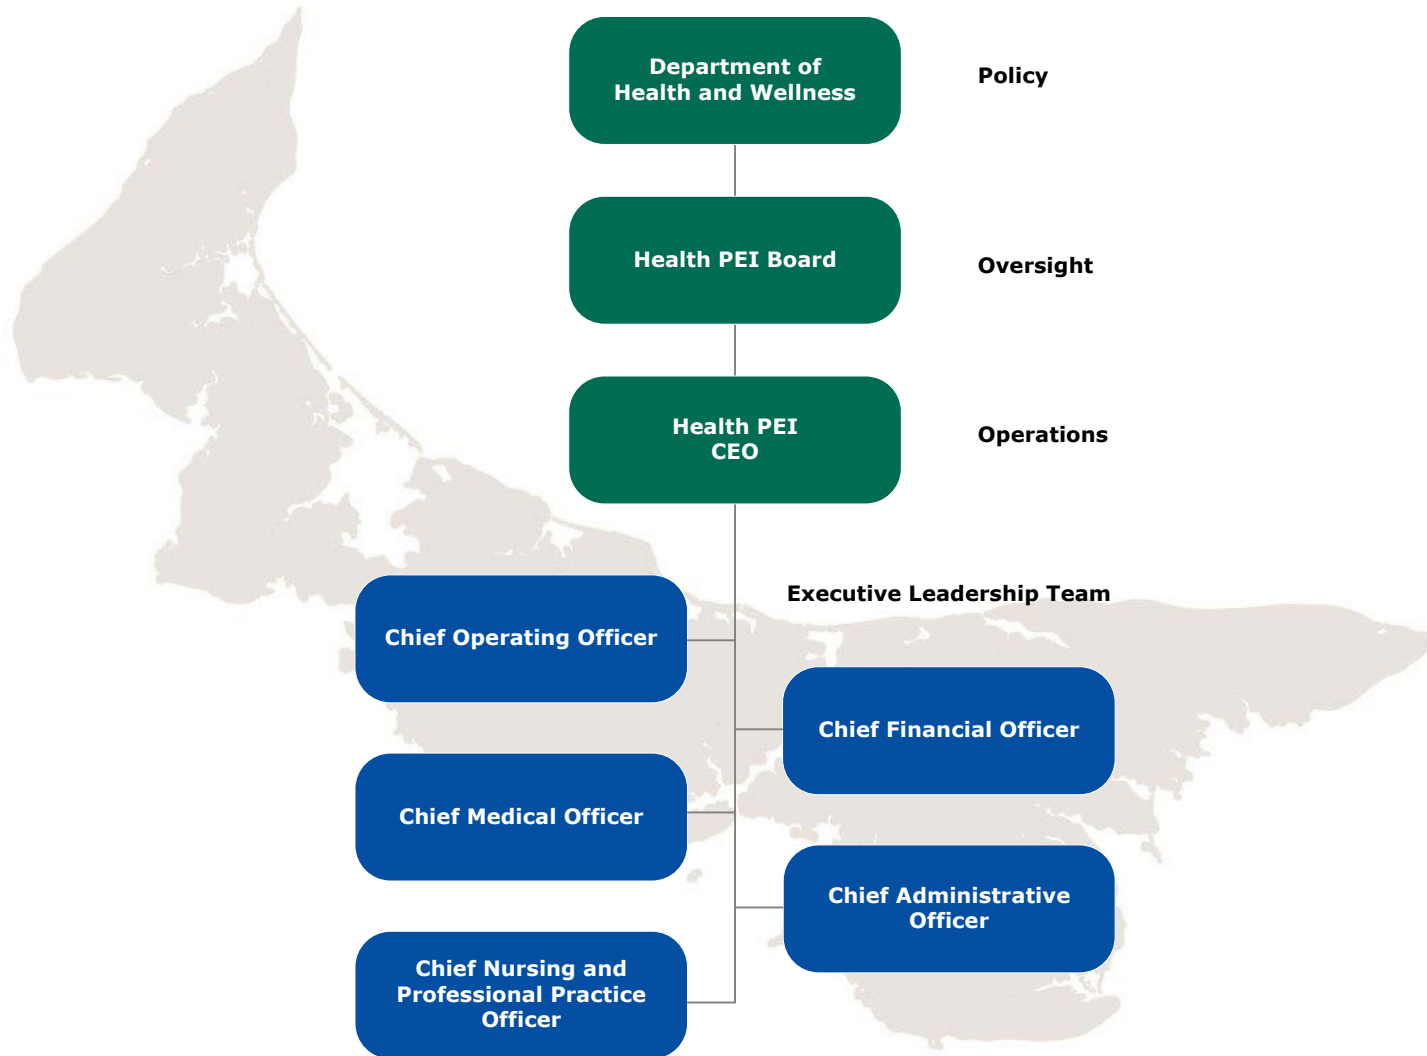 Department of
Health and Wellness
Policy
Health PEI Board
Oversight
Health PEI
CEO
Operations
Executive Leadership Team
Chief Operating Officer
Chief Financial Officer
Chief Medical Officer
Chief Administrative
Officer
Chief Nursing and
Professional Practice
Officer